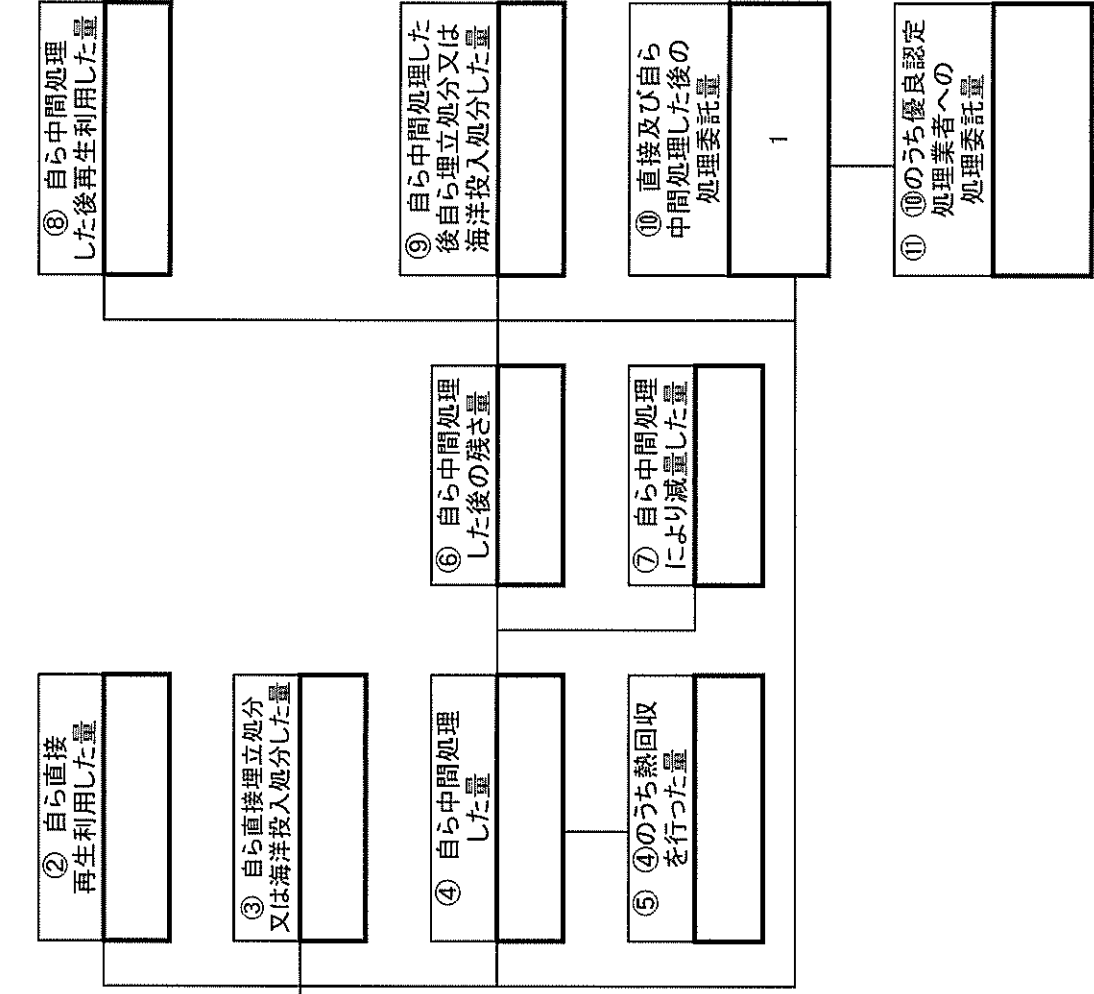 ② 自ら直接
再生利用した量
③ 自ら直接埋立処分
又は海洋投入処分した量
④ 自ら中間処理
した量
⑤ ④のうち熱回収
を行った量
⑥ 自ら中間処理
した後の残さ量
⑦ 自ら中間処理
により減量した量
⑧ 自ら中間処理
した後再生利用した量
⑨ 自ら中間処理した
後自ら埋立処分又は
海洋投入処分した量
⑩ 直接及び自ら
中間処理した後の
処理委託量
1
⑪ ⑩のうち優良認定
処理業者への
処理委託量